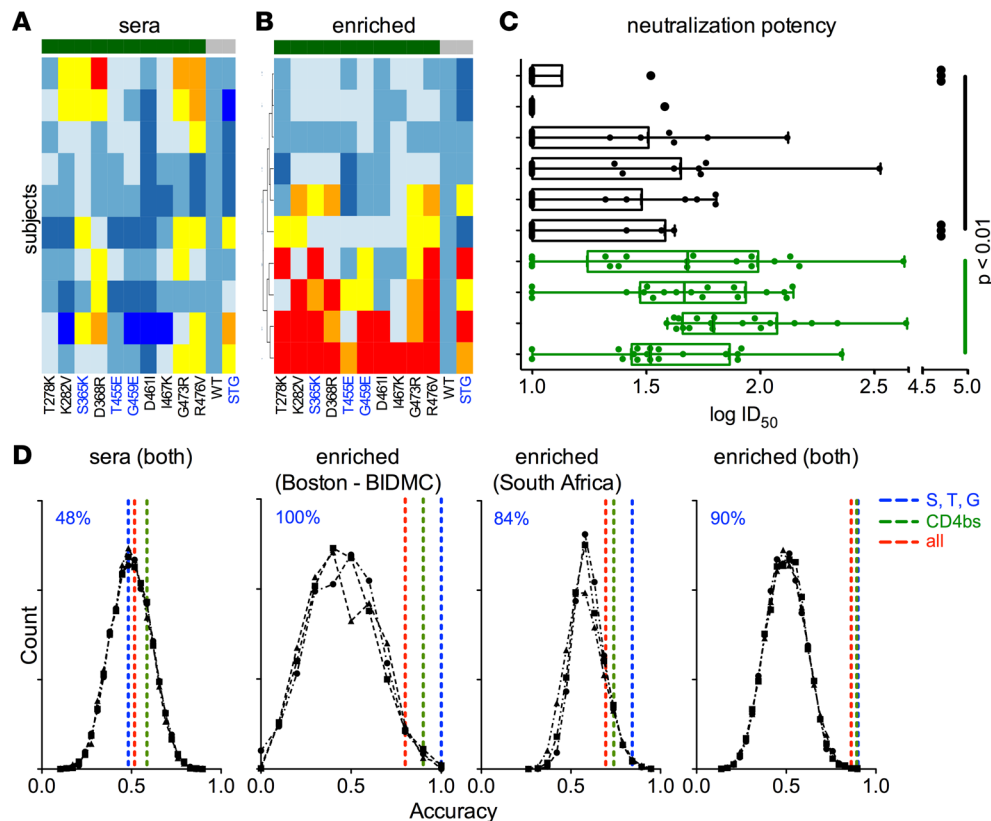 A
sera
B
enriched
C
neutralization potency
subjects
T278K
K282V
S365K
D368R
T455E
G459E
D461I
I467K
G473R
R476V
WT
STG
T278K
K282V
S365K
D368R
T455E
G459E
D461I
I467K
G473R
R476V
WT
STG
p < 0.01
1.0 1.5 2.0 2.5 4.5 5.0
log ID50
D
sera (both)
enriched
(Boston - BIDMC)
enriched
(South Africa)
enriched (both)
48%
100%
84%
90%
S, T, G
CD4bs
all
Count
0.0 0.5 1.0
0.0 0.5 1.0
0.0 0.5 1.0
0.0 0.5 1.0
Accuracy